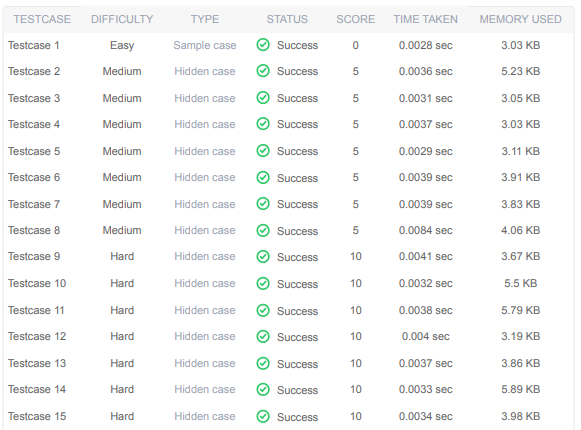 TESTCASE DIFFICULTY TYPE STATUS SCORE TIME TAKEN MEMORY USED
Testcase 1 Easy Sample case Success 0 0.0028 sec 3.03 KB
Testcase 2 Medium Hidden case Success 5 0.0036 sec 5.23 KB
Testcase 3 Medium Hidden case Success 5 0.0031 sec 3.05 KB
Testcase 4 Medium Hidden case Success 5 0.0037 sec 3.03 KB
Testcase 5 Medium Hidden case Success 5 0.0029 sec 3.11 KB
Testcase 6 Medium Hidden case Success 5 0.0039 sec 3.91 KB
Testcase 7 Medium Hidden case Success 5 0.0039 sec 3.83 KB
Testcase 8 Medium Hidden case Success 5 0.0084 sec 4.06 KB
Testcase 9 Hard Hidden case Success 10 0.0041 sec 3.67 KB
Testcase 10 Hard Hidden case Success 10 0.0032 sec 5.5 KB
Testcase 11 Hard Hidden case Success 10 0.0038 sec 5.79 KB
Testcase 12 Hard Hidden case Success 10 0.004 sec 3.19 KB
Testcase 13 Hard Hidden case Success 10 0.0037 sec 3.86 KB
Testcase 14 Hard Hidden case Success 10 0.0033 sec 5.89 KB
Testcase 15 Hard Hidden case Success 10 0.0034 sec 3.98 KB